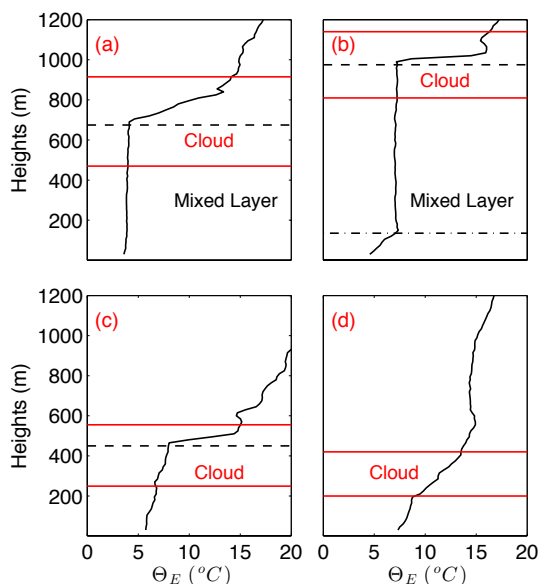 (a)
(b)
1200
1000
800
600
400
200
Heights (m)
Cloud
Mixed Layer
Cloud
Mixed Layer
(c)
(d)
1200
1000
800
600
400
200
Heights (m)
Cloud
Cloud
0 5 10 15 20
0 5 10 15 20
Θ_E (°C)
Θ_E (°C)